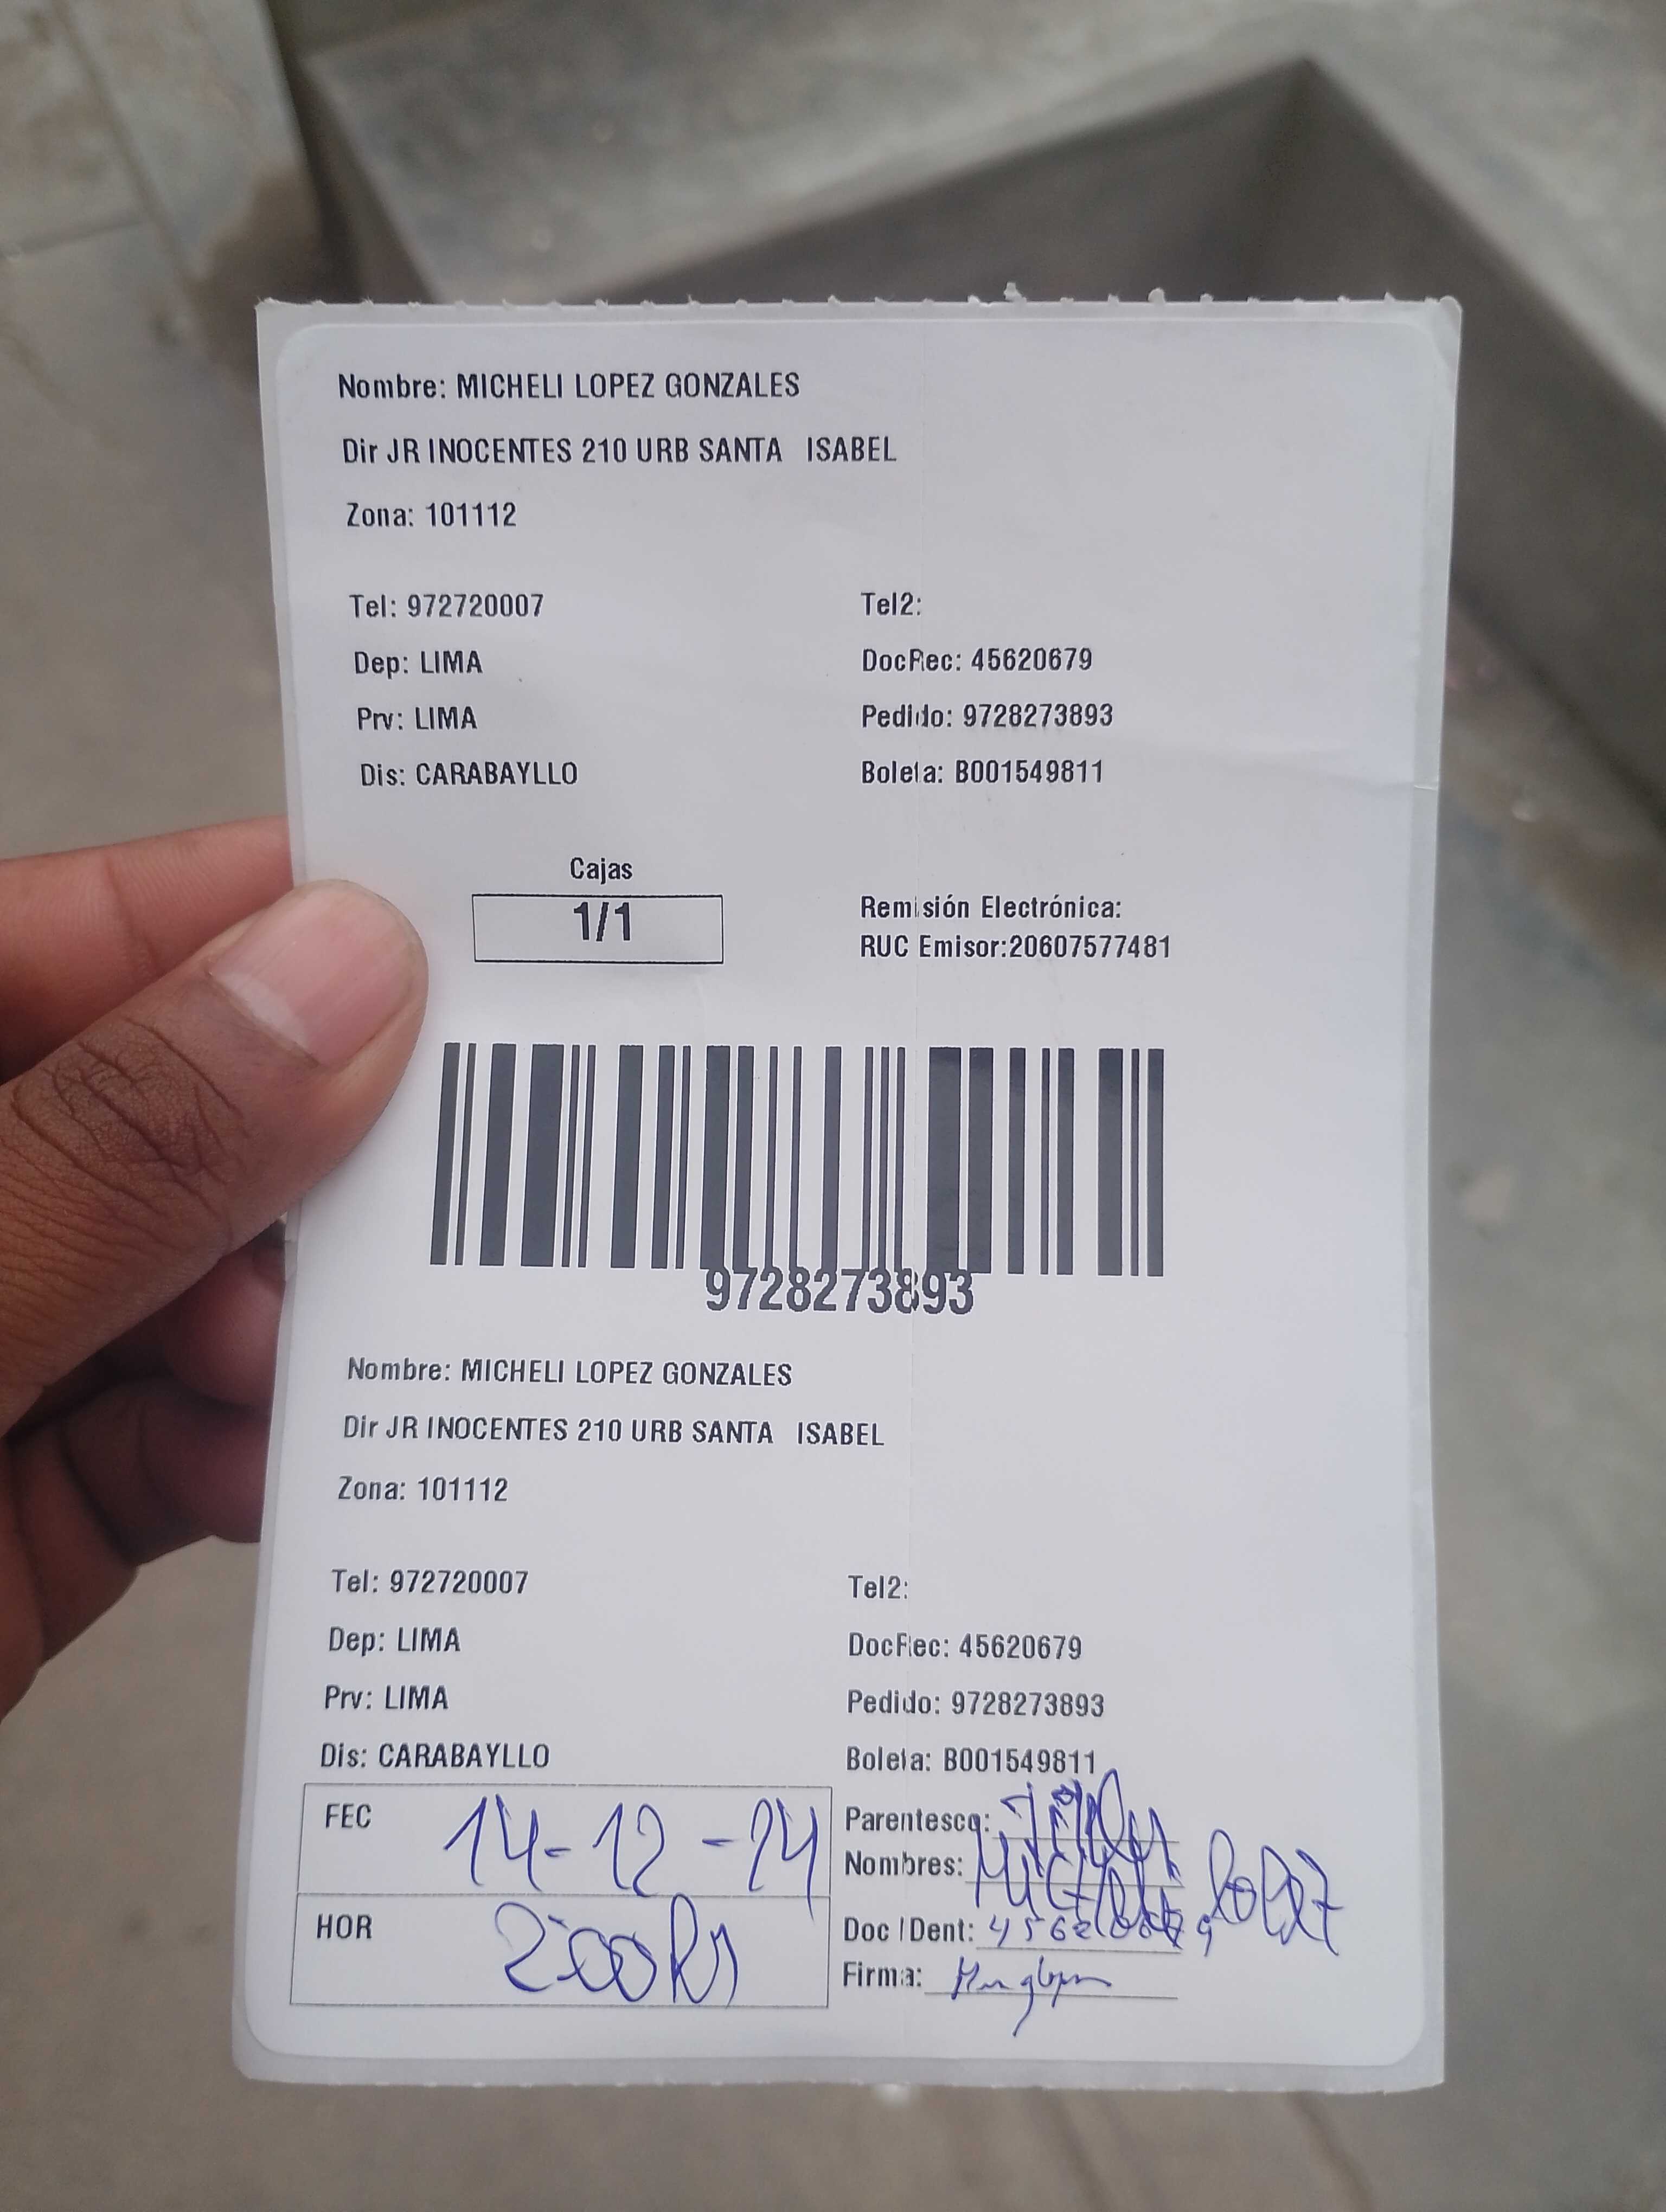 Nombre: MICHELI LOPEZ GONZALES
Dir JR INOCENTES 210 URB SANTA ISABEL
Zona: 101112
Tel: 972720007
Tel2:
Dep: LIMA
DocRec: 45620679
Prv: LIMA
Pedido: 9728273893
Dis: CARABAYLLO
Boleta: B001549811
Cajas
1/1
Remisión Electrónica:
RUC Emisor:20607577481
9728273893
Nombre: MICHELI LOPEZ GONZALES
Dir JR INOCENTES 210 URB SANTA ISABEL
Zona: 101112
Tel: 972720007
Tel2:
Dep: LIMA
DocRec: 45620679
Prv: LIMA
Pedido: 9728273893
Dis: CARABAYLLO
Boleta: B001549811
FEC 14-12-24
Parentesco:
Nombres: Micheli Lopez
HOR 2:00 hrs
Doc IDent: 45620679
Firma: